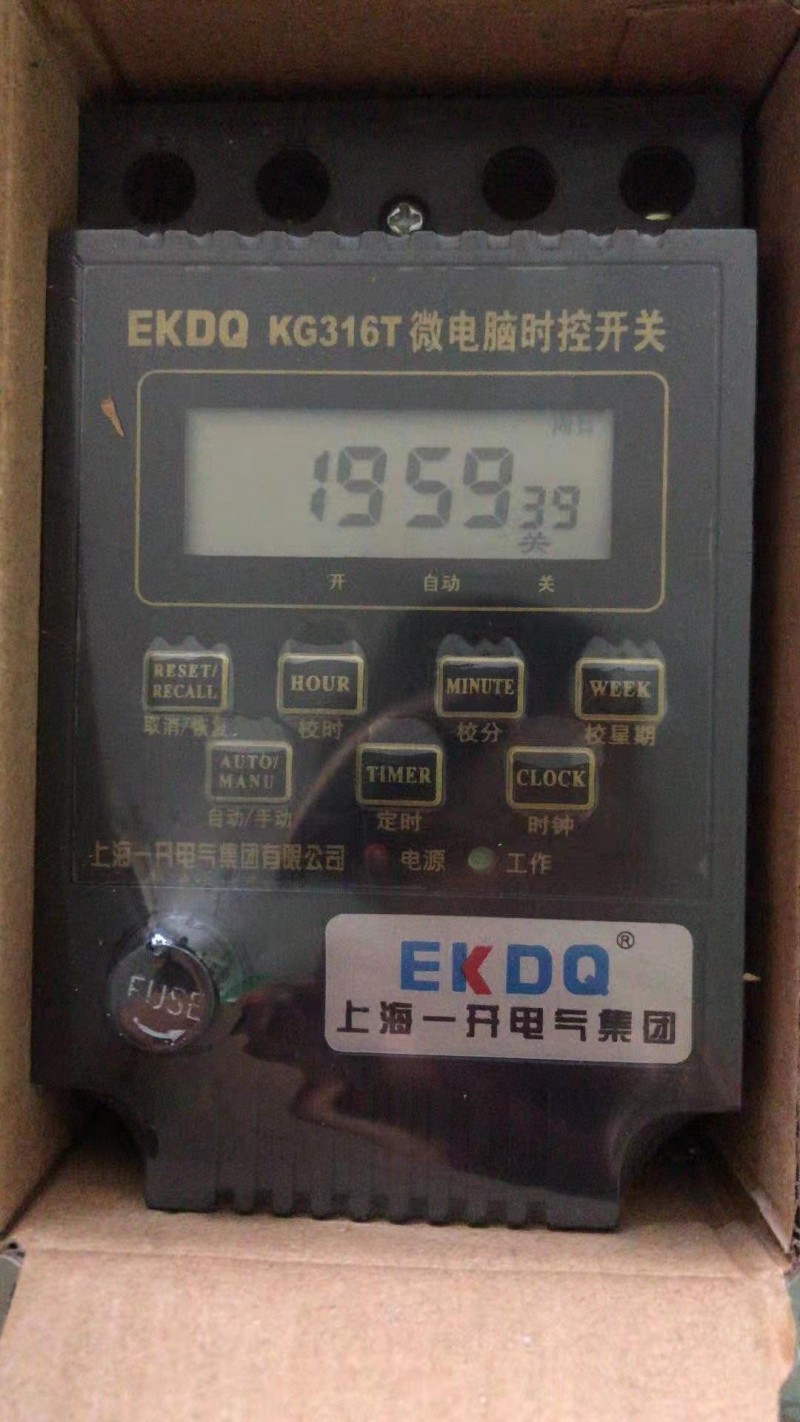 EKDQ KG316T 微电脑时控开关
1959 39
关
开 自动 关
RESET/ RECALL
HOUR
MINUTE
WEEK
取消/恢复 校时 校分 校星期
AUTO/ MANU
TIMER
CLOCK
自动/手动 定时 时钟
上海一开电气集团有限公司 电源 工作
FUSE
EKDQ®
上海一开电气集团